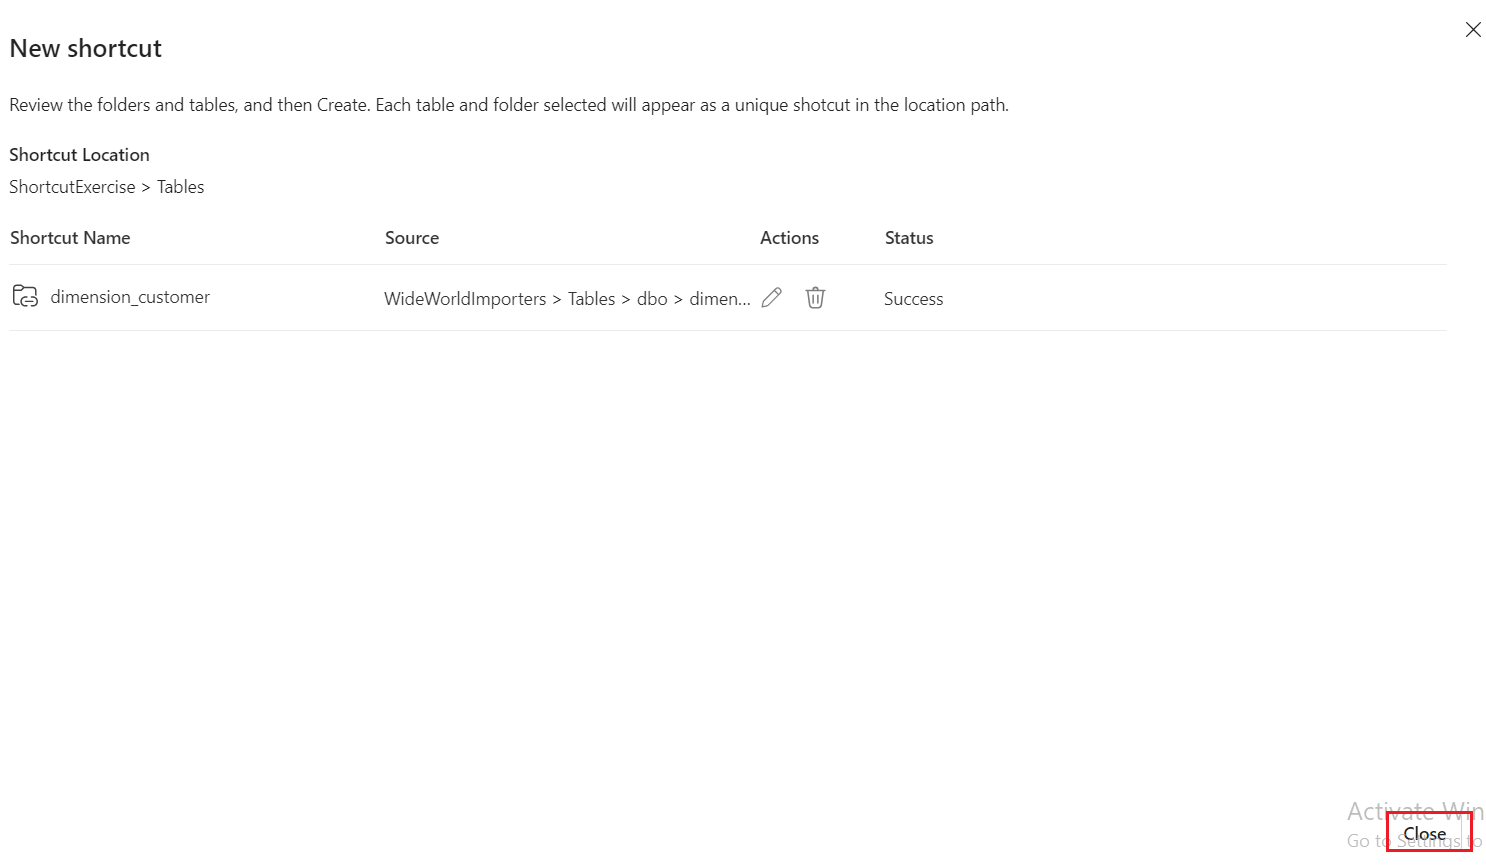 New shortcut
Review the folders and tables, and then Create. Each table and folder selected will appear as a unique shotcut in the location path.
Shortcut Location
ShortcutExercise > Tables
Shortcut Name Source Actions Status
dimension_customer WideWorldImporters > Tables > dbo > dimen... Success
Activate Win
Close
Go to Settings to